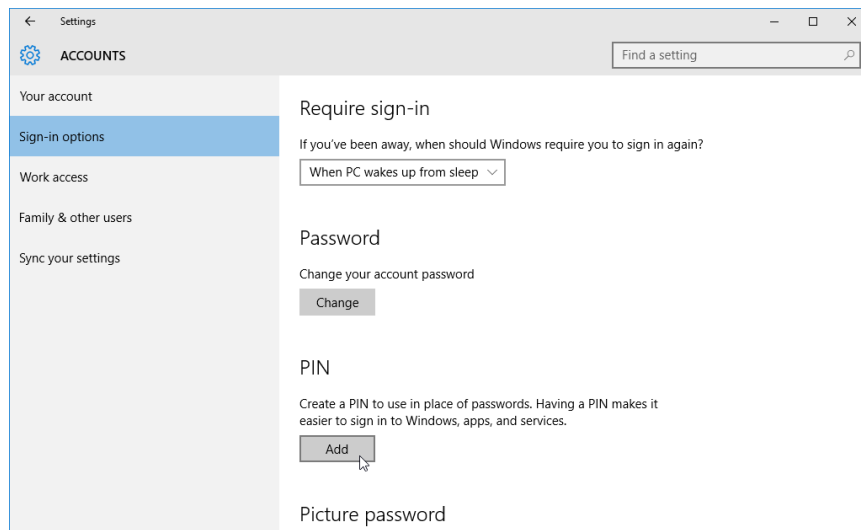 Settings
ACCOUNTS
Find a setting
Your account
Sign-in options
Work access
Family & other users
Sync your settings
Require sign-in
If you've been away, when should Windows require you to sign in again?
When PC wakes up from sleep
Password
Change your account password
Change
PIN
Create a PIN to use in place of passwords. Having a PIN makes it
easier to sign in to Windows, apps, and services.
Add
Picture password